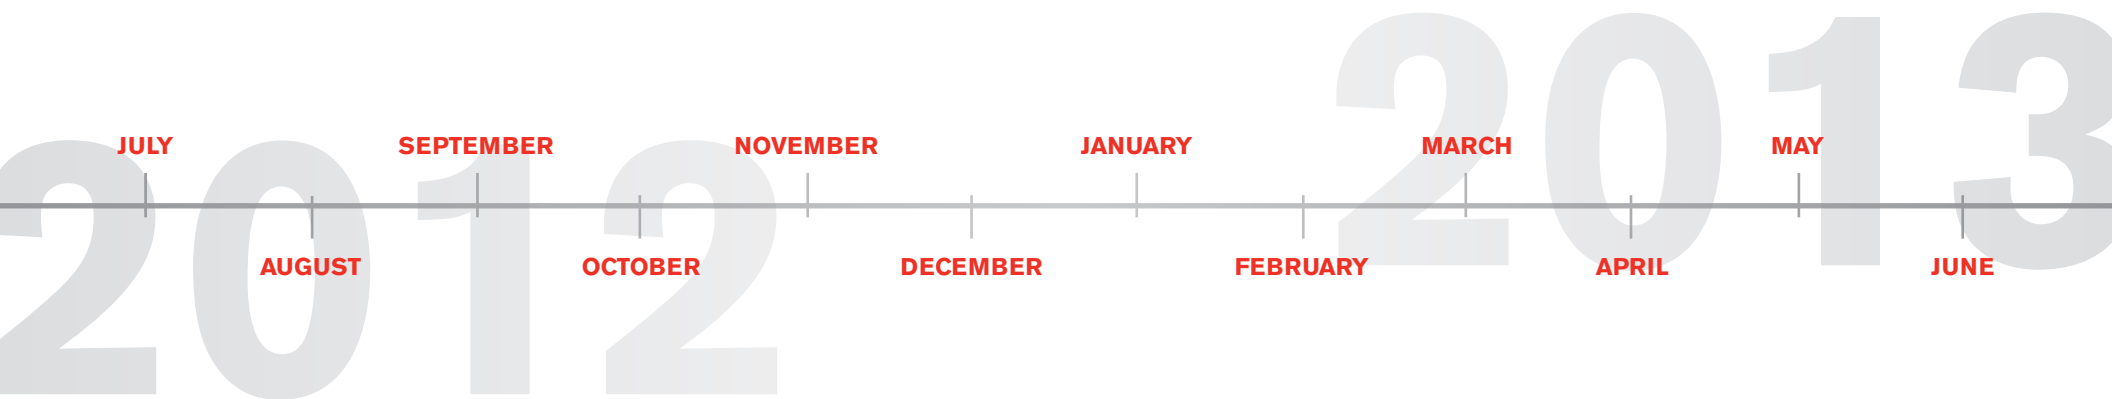 2013
JULY SEPTEMBER NOVEMBER JANUARY MARCH MAY
2012
AUGUST OCTOBER DECEMBER FEBRUARY APRIL JUNE